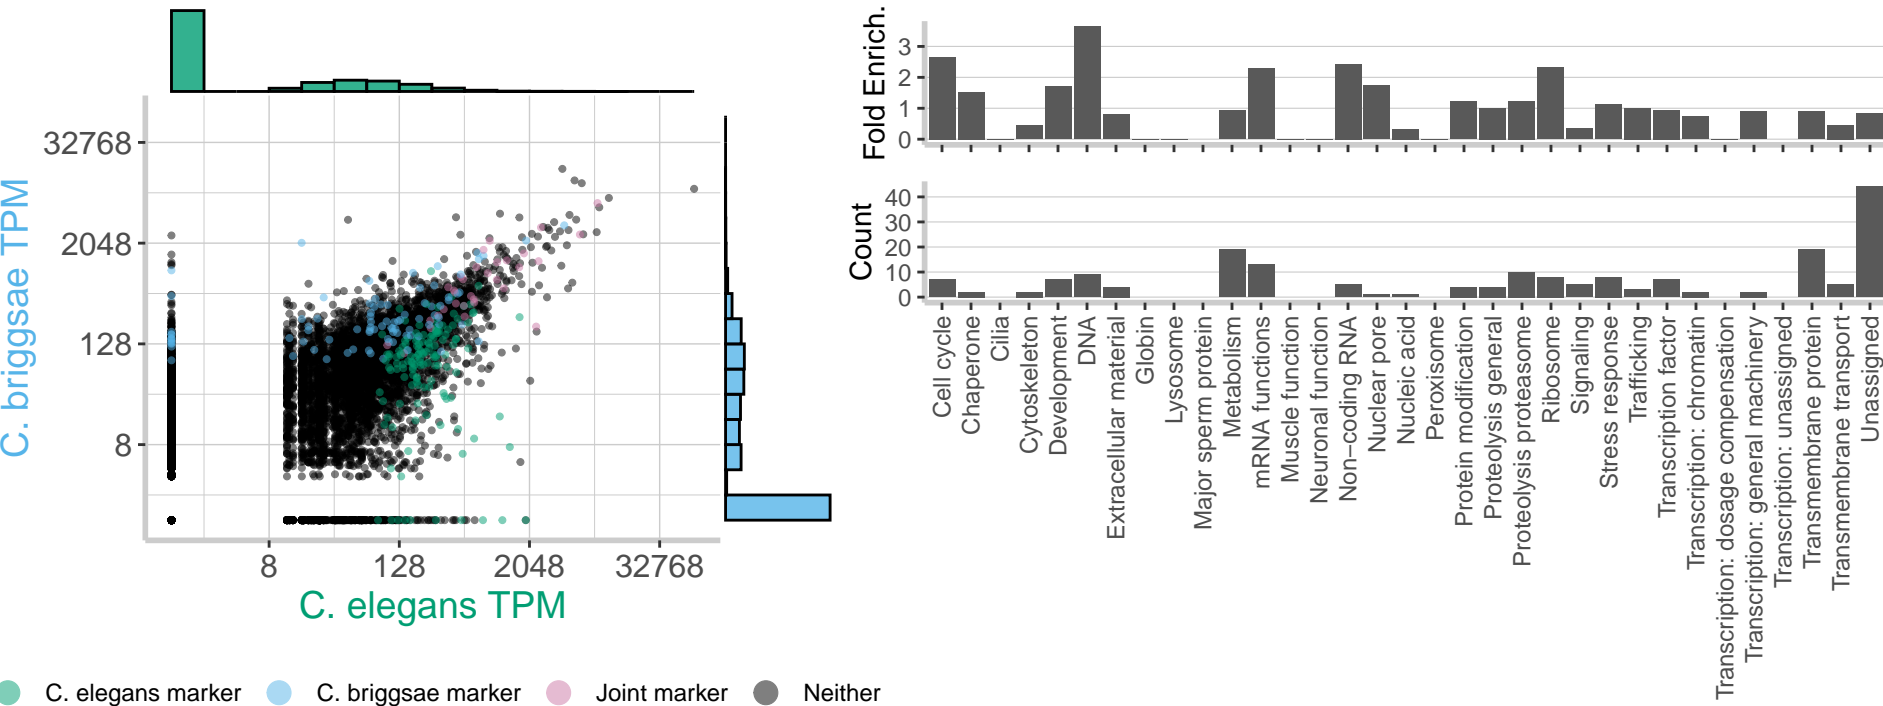 32768
2048
128
8
C. briggsae TPM
8
128
2048
32768
C. elegans TPM
C. elegans marker
C. briggsae marker
Joint marker
Neither
Fold Enrich.
3
2
1
0
Count
40
30
20
10
0
Cell cycle
Chaperone
Cilia
Cytoskeleton
Development
DNA
Extracellular material
Globin
Lysosome
Major sperm protein
Metabolism
mRNA functions
Muscle function
Neuronal function
Non−coding RNA
Nuclear pore
Nucleic acid
Peroxisome
Protein modification
Proteolysis general
Proteolysis proteasome
Ribosome
Signaling
Stress response
Trafficking
Transcription factor
Transcription: chromatin
Transcription: dosage compensation
Transcription: general machinery
Transcription: unassigned
Transmembrane protein
Transmembrane transport
Unassigned